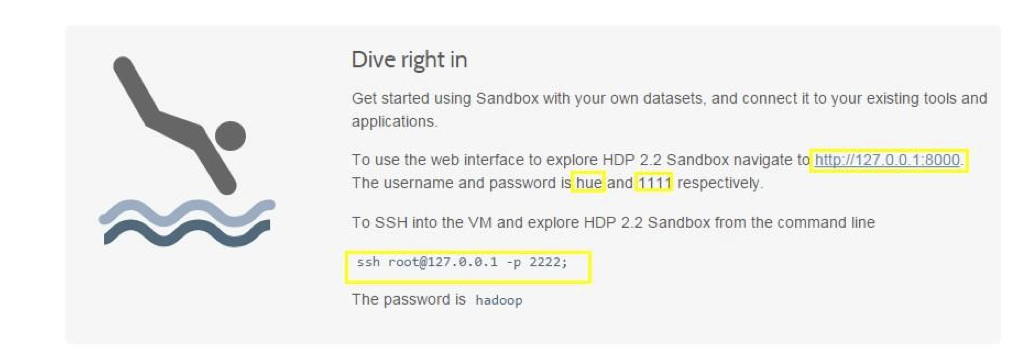 Dive right in
Get started using Sandbox with your own datasets, and connect it to your existing tools and
applications.
To use the web interface to explore HDP 2.2 Sandbox navigate to http://127.0.0.1:8000.
The username and password is hue and 1111 respectively.
To SSH into the VM and explore HDP 2.2 Sandbox from the command line
ssh root@127.0.0.1 -p 2222;
The password is hadoop